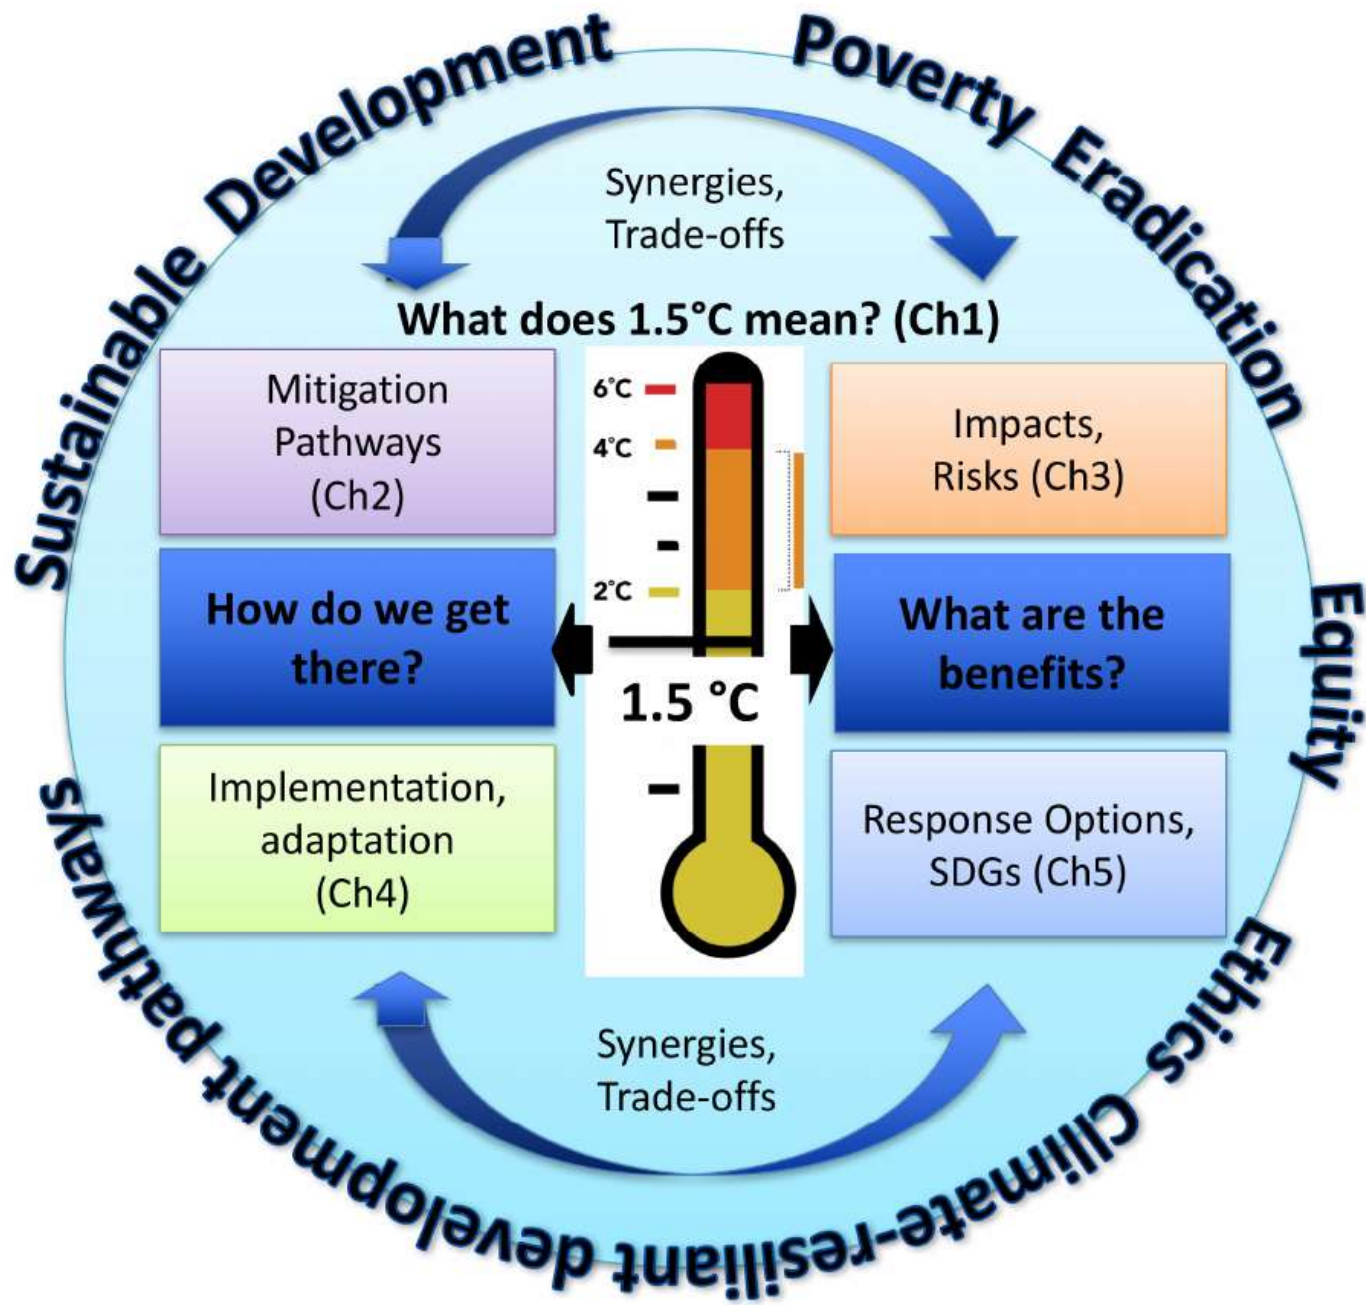 Sustainable Development
Poverty Eradication
Equity
Ethics
Cllimate-resiliant development pathways
Synergies,
Trade-offs
What does 1.5°C mean? (Ch1)
Mitigation
Pathways
(Ch2)
How do we get
there?
Implementation,
adaptation
(Ch4)
6°C
4°C
2°C
1.5 °C
Impacts,
Risks (Ch3)
What are the
benefits?
Response Options,
SDGs (Ch5)
Synergies,
Trade-offs